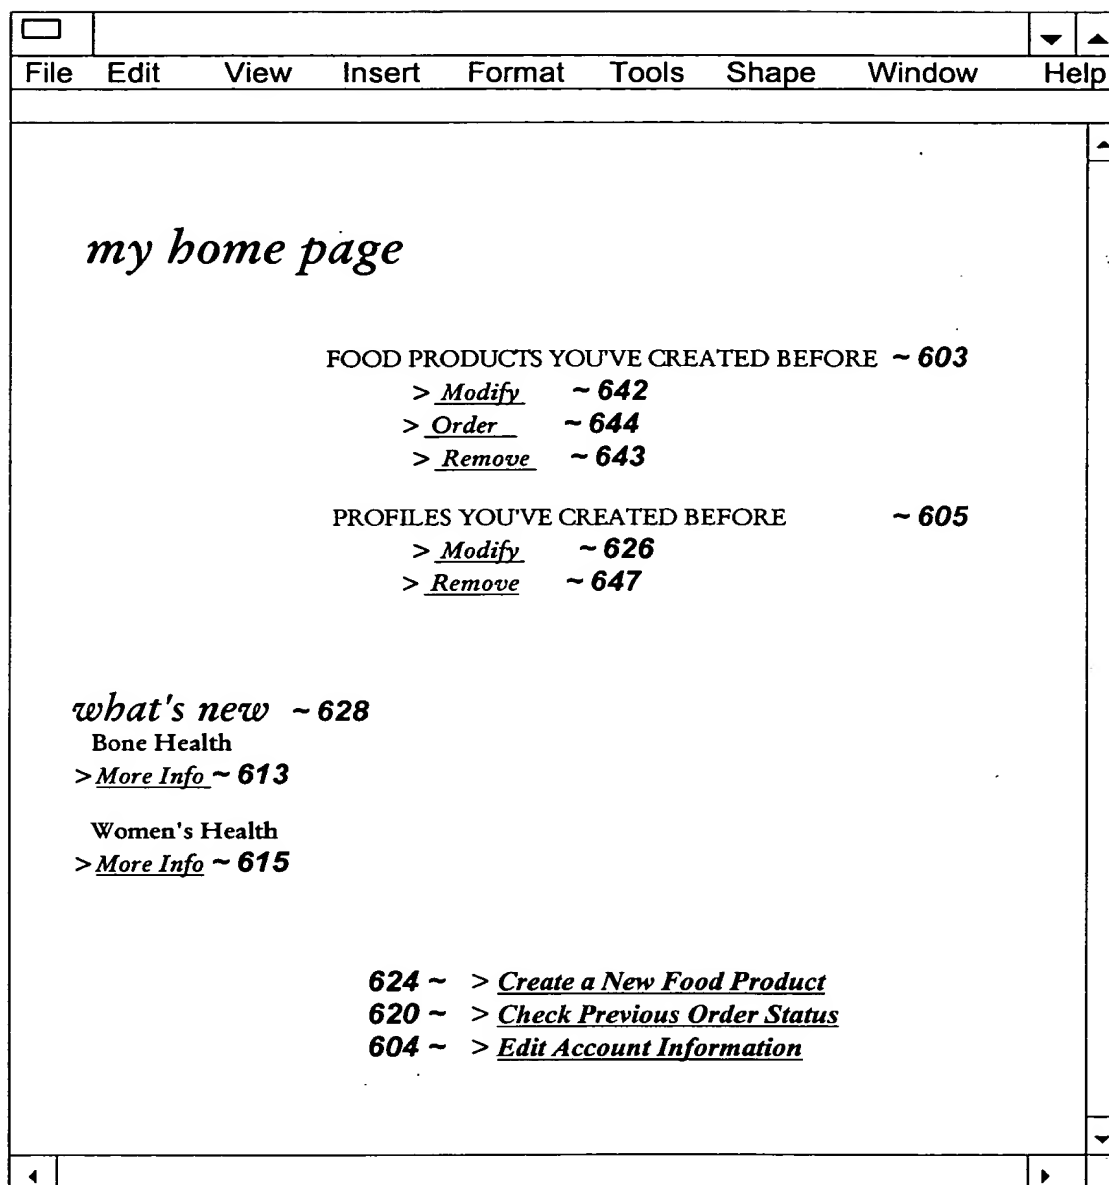 File Edit View Insert Format Tools Shape Window Help
my home page
FOOD PRODUCTS YOU'VE CREATED BEFORE ~ 603
> Modify ~ 642
> Order ~ 644
> Remove ~ 643
PROFILES YOU'VE CREATED BEFORE ~ 605
> Modify ~ 626
> Remove ~ 647
what's new ~ 628
Bone Health
> More Info ~ 613
Women's Health
> More Info ~ 615
624 ~ > Create a New Food Product
620 ~ > Check Previous Order Status
604 ~ > Edit Account Information